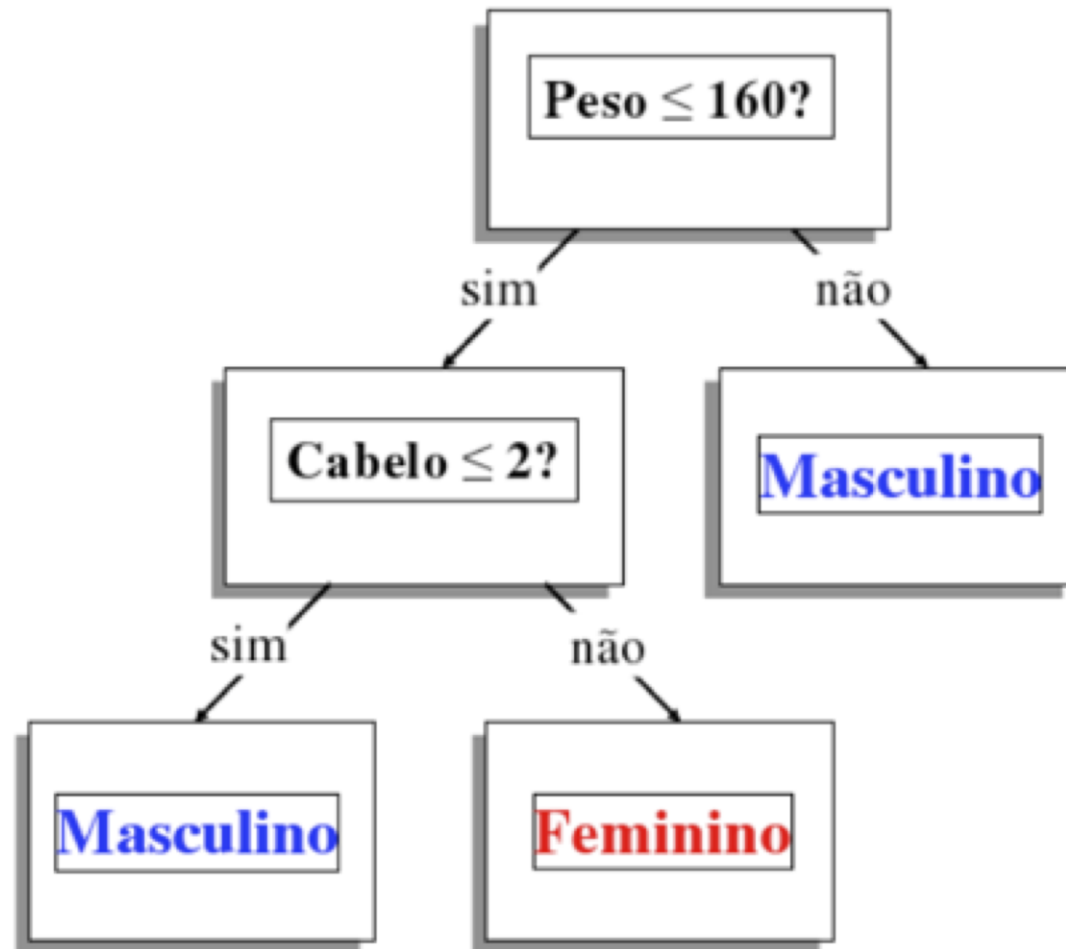 Peso ≤ 160?
sim
não
Cabelo ≤ 2?
Masculino
sim
não
Masculino
Feminino